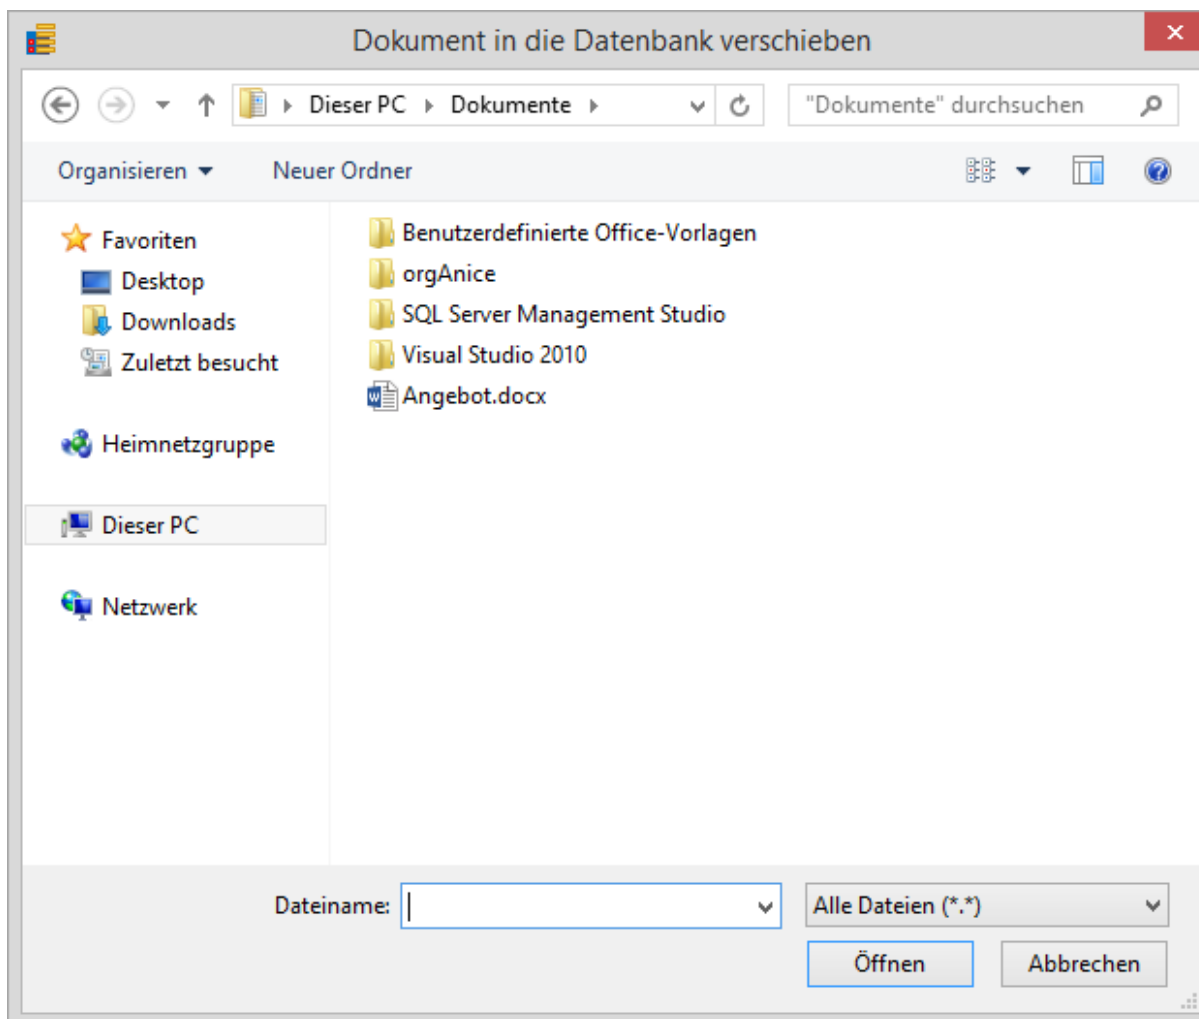 Dokument in die Datenbank verschieben
Dieser PC Dokumente "Dokumente" durchsuchen
Organisieren Neuer Ordner
Favoriten
Desktop
Downloads
Zuletzt besucht
Heimnetzgruppe
Dieser PC
Netzwerk
Benutzerdefinierte Office-Vorlagen
orgAnice
SQL Server Management Studio
Visual Studio 2010
Angebot.docx
Dateiname: Alle Dateien (*.*)
Öffnen Abbrechen